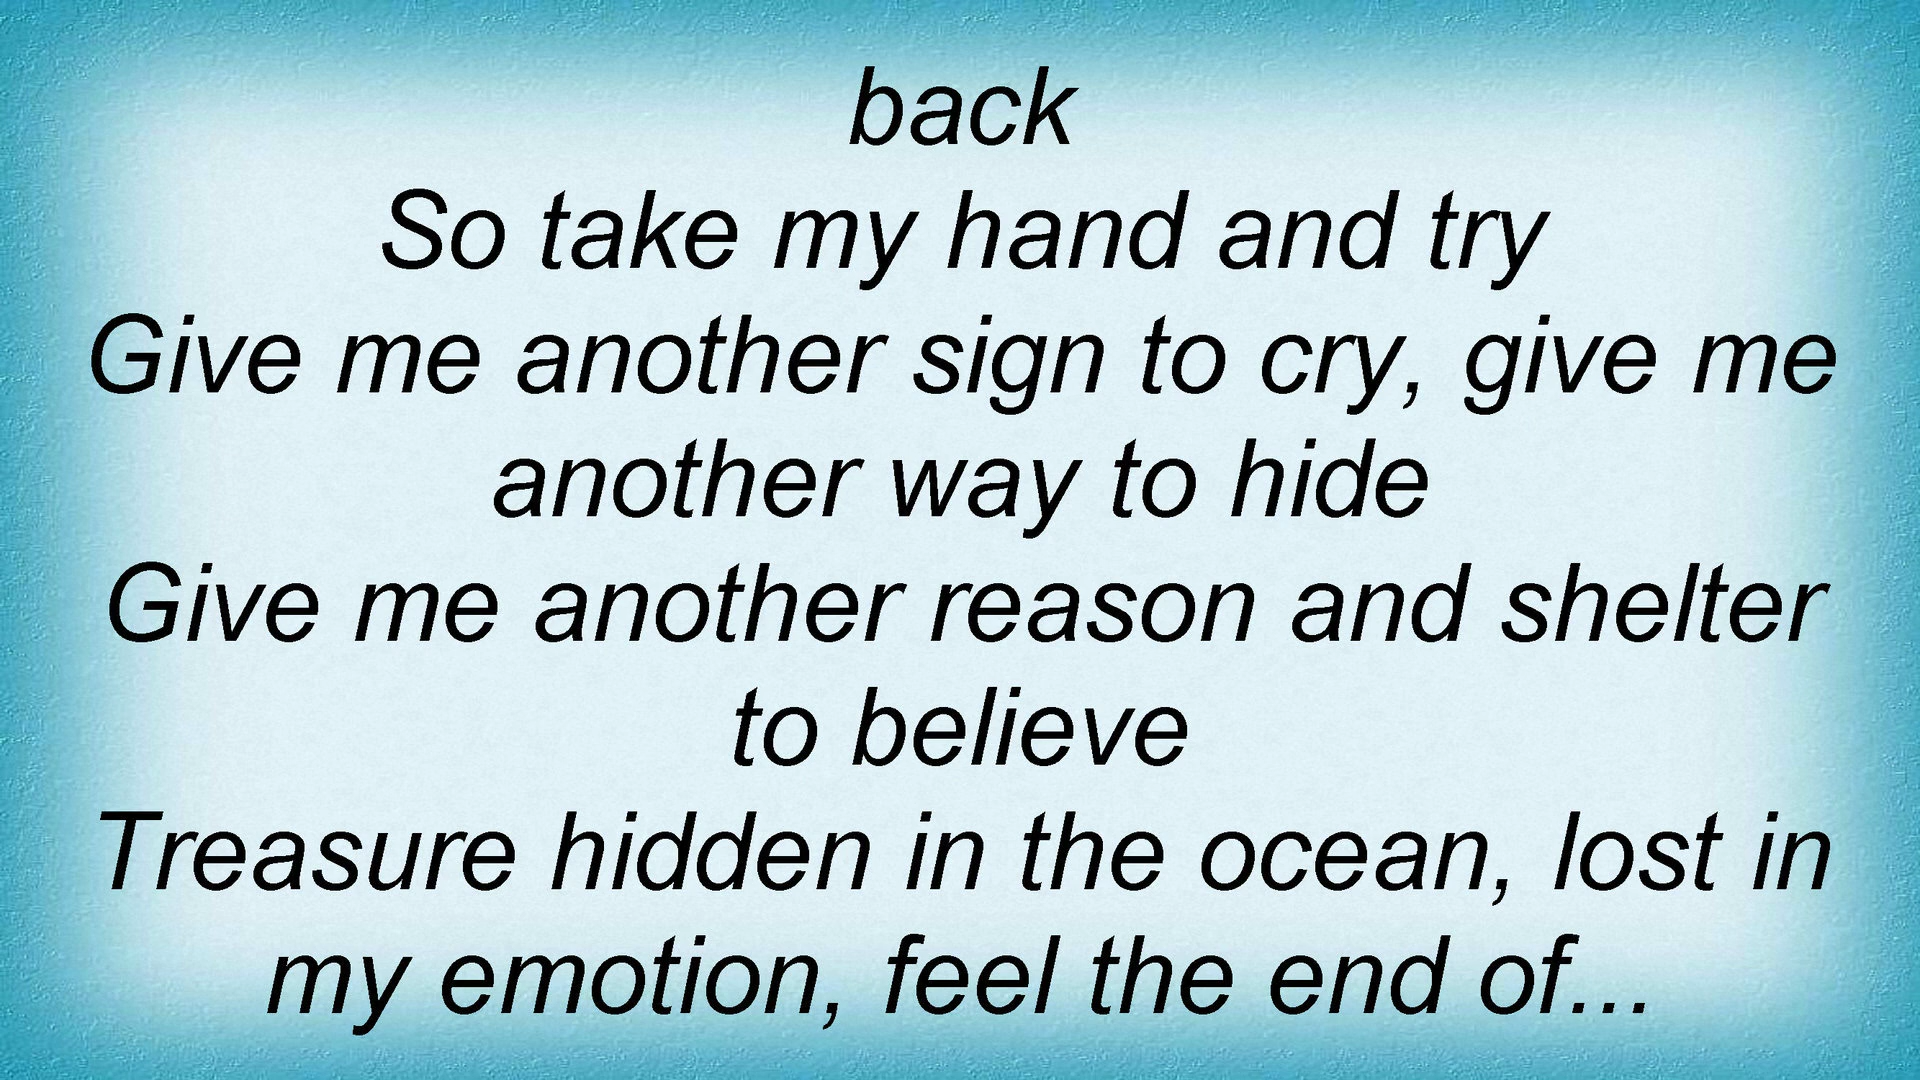 back
So take my hand and try
Give me another sign to cry, give me
another way to hide
Give me another reason and shelter
to believe
Treasure hidden in the ocean, lost in
my emotion, feel the end of...